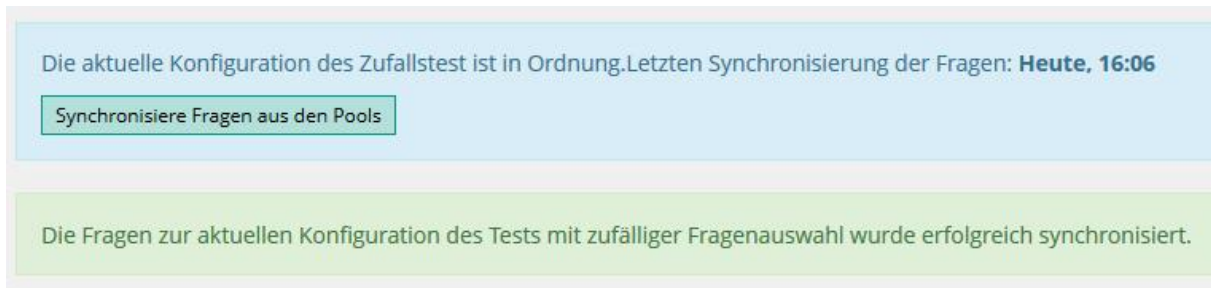 Die aktuelle Konfiguration des Zufallstest ist in Ordnung.Letzten Synchronisierung der Fragen: Heute, 16:06
Synchronisiere Fragen aus den Pools
Die Fragen zur aktuellen Konfiguration des Tests mit zufälliger Fragenauswahl wurde erfolgreich synchronisiert.